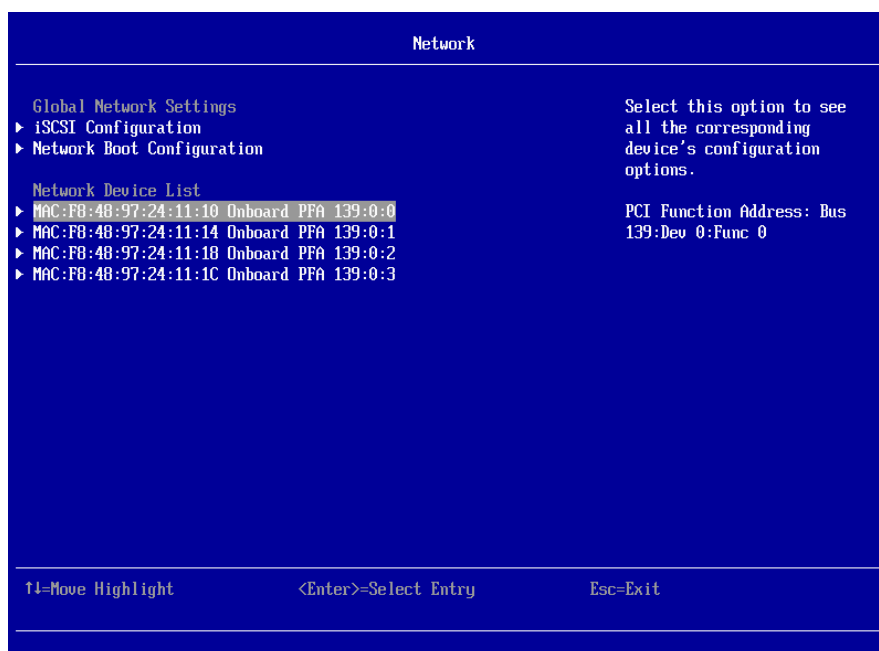 Network
Global Network Settings
▶ iSCSI Configuration
▶ Network Boot Configuration
Network Device List
▶ MAC:F8:48:97:24:11:10 Onboard PFA 139:0:0
▶ MAC:F8:48:97:24:11:14 Onboard PFA 139:0:1
▶ MAC:F8:48:97:24:11:18 Onboard PFA 139:0:2
▶ MAC:F8:48:97:24:11:1C Onboard PFA 139:0:3
Select this option to see
all the corresponding
device's configuration
options.
PCI Function Address: Bus
139:Dev 0:Func 0
↑↓=Move Highlight
<Enter>=Select Entry
Esc=Exit